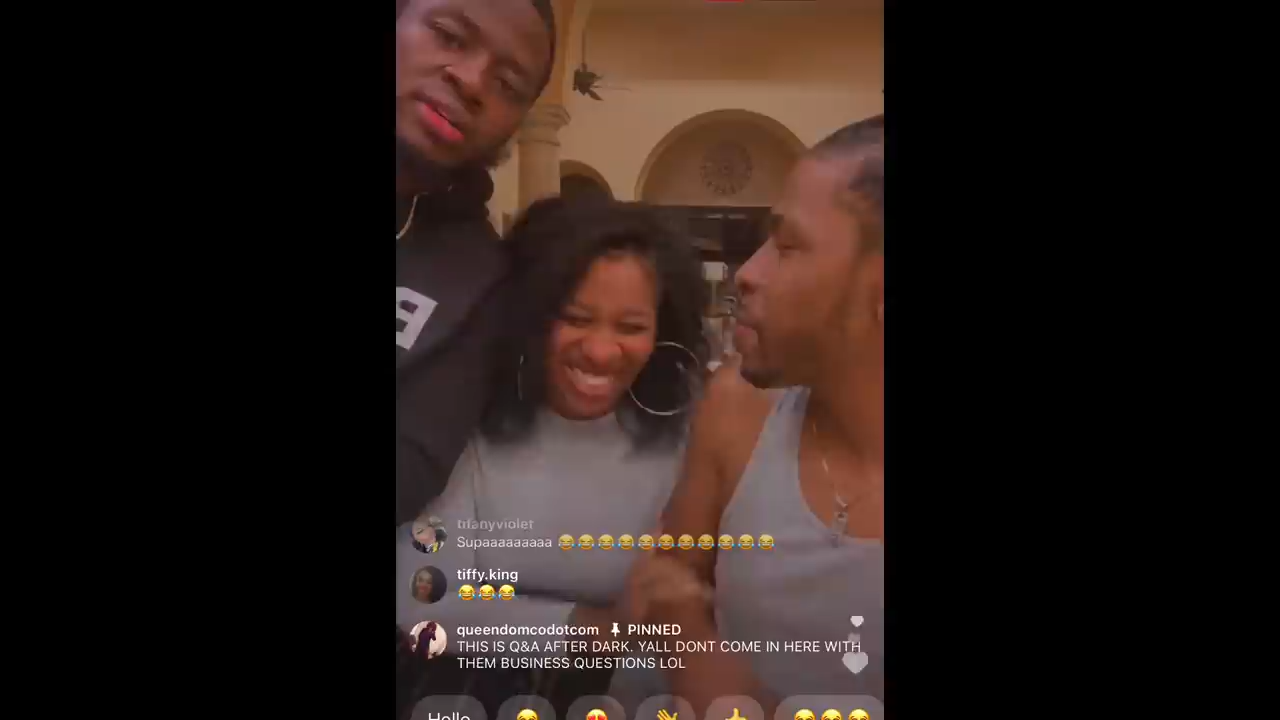 trianyviolet
Supaaaaaaaaa 😂😂😂😂😂😂😂😂😂😂😂
tiffy.king
😂😂😂
queendomcodotcom PINNED
THIS IS Q&A AFTER DARK. YALL DONT COME IN HERE WITH
THEM BUSINESS QUESTIONS LOL
Hello